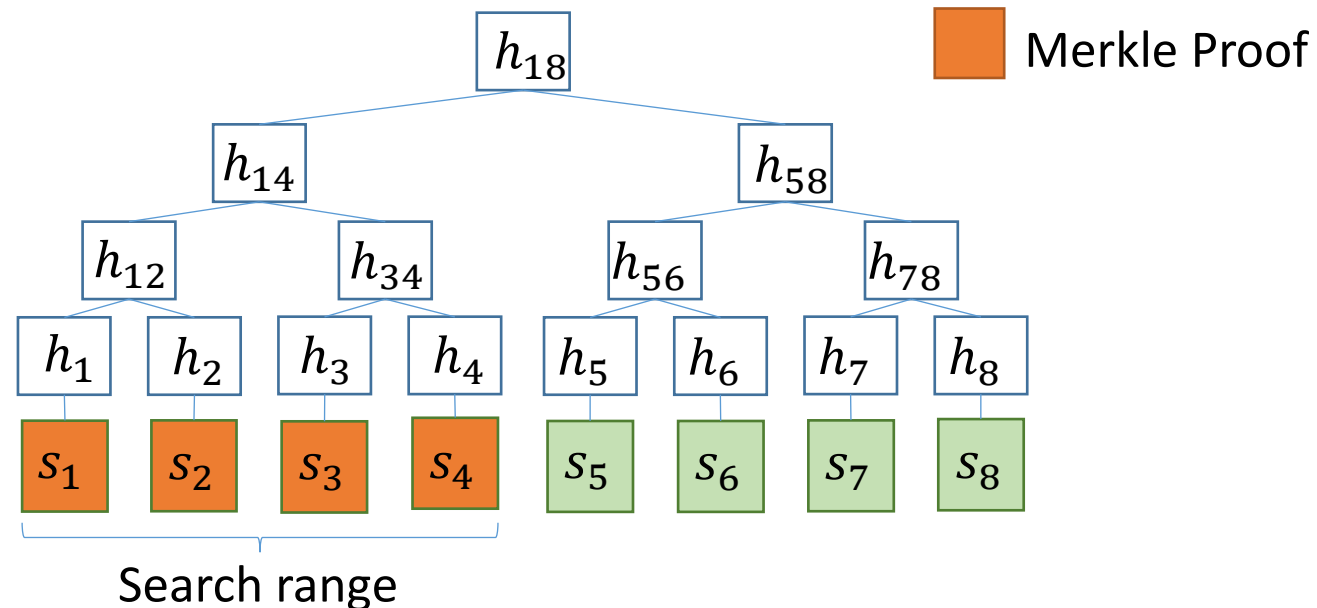 h₁₈
Merkle Proof
h₁₄ h₅₈
h₁₂ h₃₄ h₅₆ h₇₈
h₁ h₂ h₃ h₄ h₅ h₆ h₇ h₈
s₁ s₂ s₃ s₄ s₅ s₆ s₇ s₈
Search range